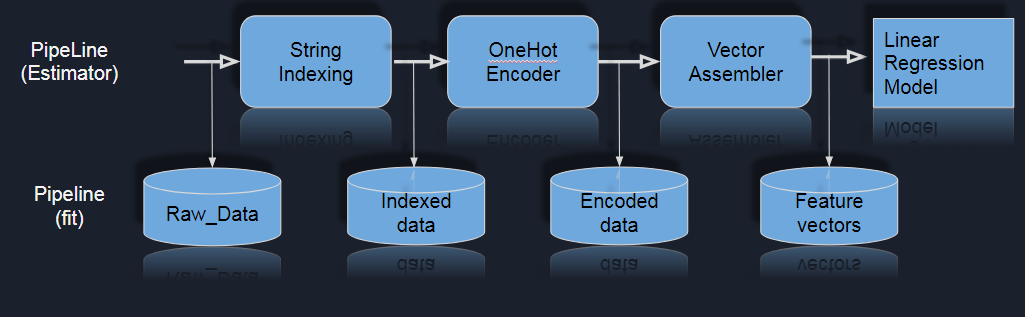 PipeLine
(Estimator)
String
Indexing
OneHot
Encoder
Vector
Assembler
Linear
Regression
Model
Pipeline
(fit)
Raw_Data
Indexed
data
Encoded
data
Feature
vectors